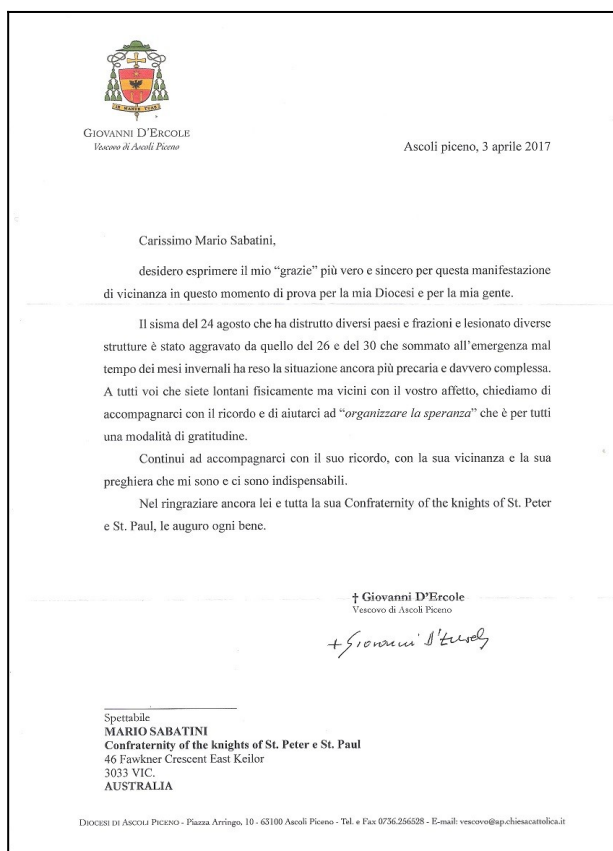 GIOVANNI D'ERCOLE
Vescovo di Ascoli Piceno
Ascoli piceno, 3 aprile 2017
Carissimo Mario Sabatini,
desidero esprimere il mio “grazie” più vero e sincero per questa manifestazione
di vicinanza in questo momento di prova per la mia Diocesi e per la mia gente.
Il sisma del 24 agosto che ha distrutto diversi paesi e frazioni e lesionato diverse
strutture è stato aggravato da quello del 26 e del 30 che sommato all’emergenza mal
tempo dei mesi invernali ha reso la situazione ancora più precaria e davvero complessa.
A tutti voi che siete lontani fisicamente ma vicini con il vostro affetto, chiediamo di
accompagnarci con il ricordo e di aiutarci ad “organizzare la speranza” che è per tutti
una modalità di gratitudine.
Continui ad accompagnarci con il suo ricordo, con la sua vicinanza e la sua
preghiera che mi sono e ci sono indispensabili.
Nel ringraziare ancora lei e tutta la sua Confraternity of the knights of St. Peter
e St. Paul, le auguro ogni bene.
† Giovanni D’Ercole
Vescovo di Ascoli Piceno
+ Giovanni D'Ercole
Spettabile
MARIO SABATINI
Confraternity of the knights of St. Peter e St. Paul
46 Fawkner Crescent East Keilor
3033 VIC.
AUSTRALIA
DIOCESI DI ASCOLI PICENO - Piazza Arringo, 10 - 63100 Ascoli Piceno - Tel. e Fax 0736.256528 - E-mail: vescovo@ap.chiesacattolica.it